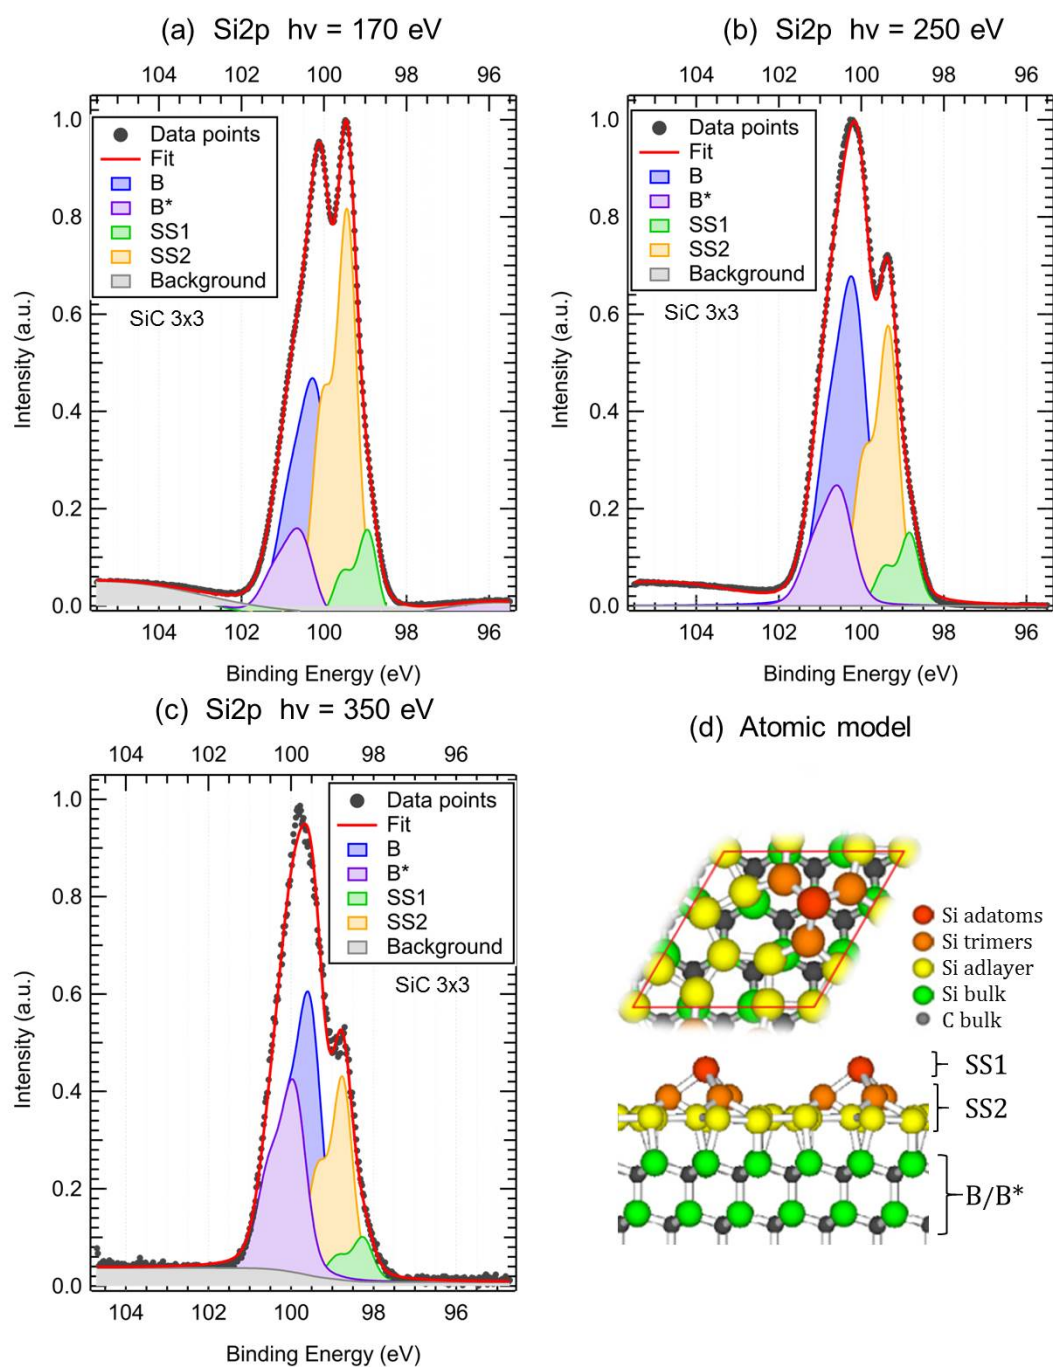 (a) Si2p hv = 170 eV
104 102 100 98 96
1.0
0.8
0.6
0.4
0.2
0.0
Intensity (a.u.)
Data points
Fit
B
B*
SS1
SS2
Background
SiC 3x3
104 102 100 98 96
Binding Energy (eV)
(b) Si2p hv = 250 eV
104 102 100 98 96
1.0
0.8
0.6
0.4
0.2
0.0
Intensity (a.u.)
Data points
Fit
B
B*
SS1
SS2
Background
SiC 3x3
104 102 100 98 96
Binding Energy (eV)
(c) Si2p hv = 350 eV
104 102 100 98 96
1.0
0.8
0.6
0.4
0.2
0.0
Intensity (a.u.)
Data points
Fit
B
B*
SS1
SS2
Background
SiC 3x3
104 102 100 98 96
Binding Energy (eV)
(d) Atomic model
Si adatoms
Si trimers
Si adlayer
Si bulk
C bulk
SS1
SS2
B/B*